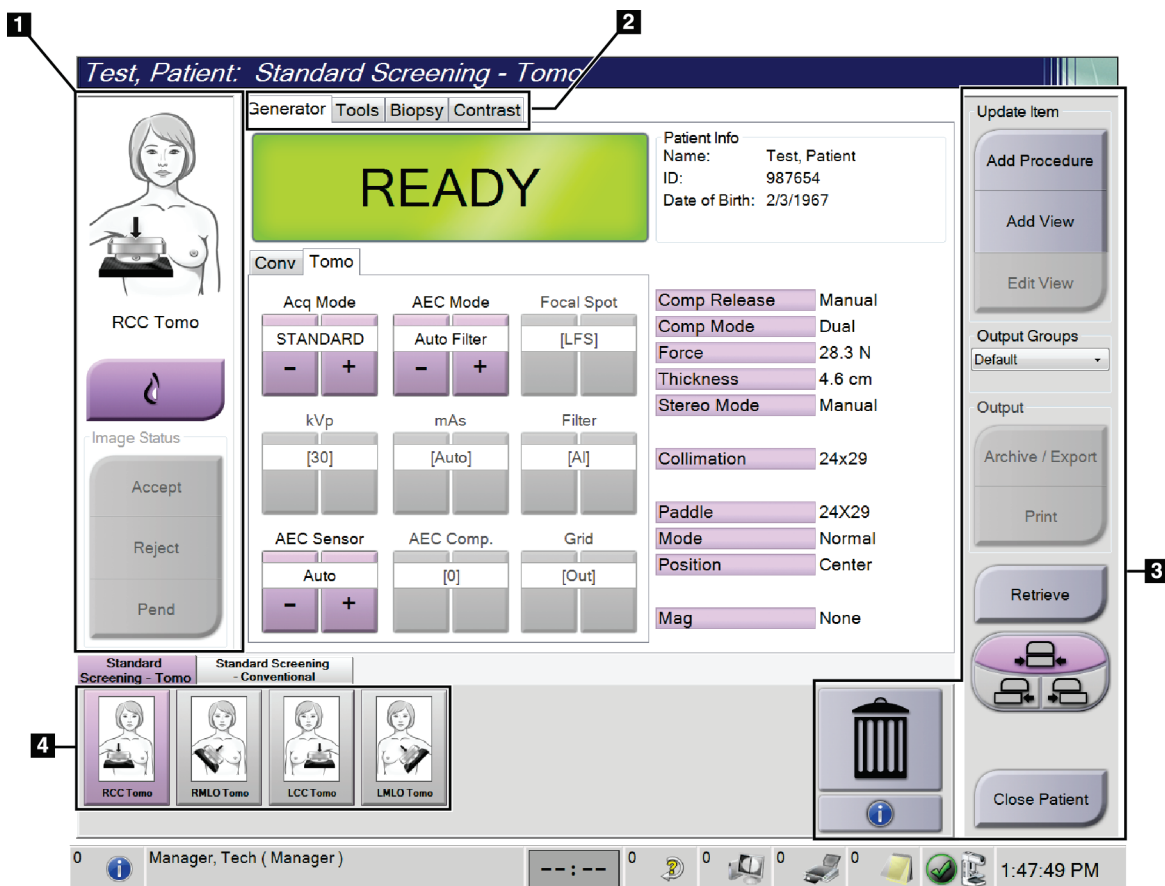 1
2
Test, Patient: Standard Screening - Tomo
Generator Tools Biopsy Contrast
READY
Patient Info
Name: Test, Patient
ID: 987654
Date of Birth: 2/3/1967
RCC Tomo
Image Status
Accept
Reject
Pend
Conv Tomo
Acq Mode AEC Mode Focal Spot
STANDARD Auto Filter [LFS]
- + - +
kVp mAs Filter
[30] [Auto] [Al]
AEC Sensor AEC Comp. Grid
Auto [0] [Out]
- +
Comp Release Manual
Comp Mode Dual
Force 28.3 N
Thickness 4.6 cm
Stereo Mode Manual
Collimation 24x29
Paddle 24X29
Mode Normal
Position Center
Mag None
Update Item
Add Procedure
Add View
Edit View
Output Groups
Default
Output
Archive / Export
Print
Retrieve
3
Close Patient
Standard
Screening - Tomo
Standard Screening
- Conventional
4
RCC Tomo RMLO Tomo LCC Tomo LMLO Tomo
0 Manager, Tech ( Manager ) --:-- 0 0 0 0 1:47:49 PM